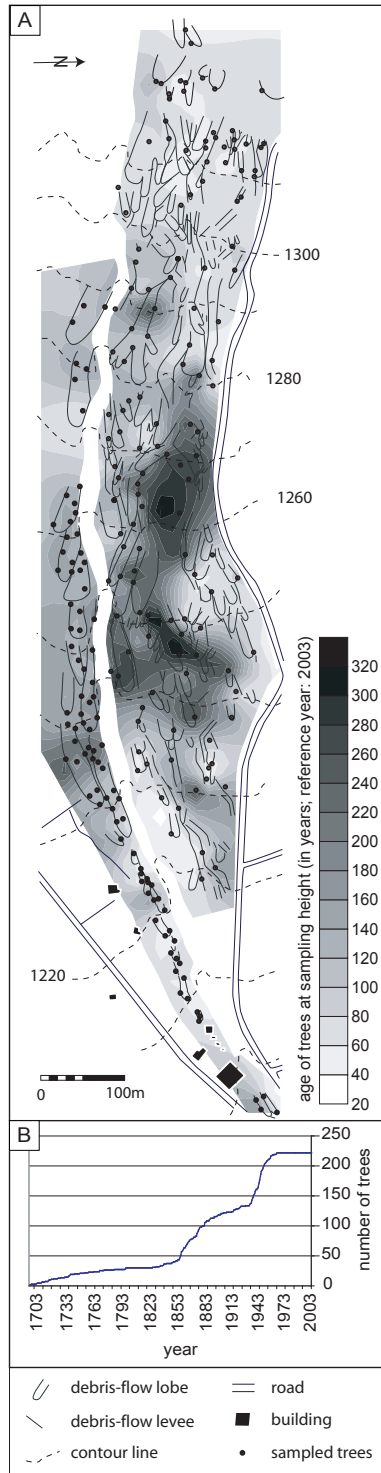 A
N
1300
1280
1260
1220
0 100m
age of trees at sampling height (in years; reference year: 2003)
320
300
280
260
240
220
200
180
160
140
120
100
80
60
40
20
B
250
200
150
100
50
0
number of trees
1703 1733 1763 1793 1823 1853 1883 1913 1943 1973 2003
year
debris-flow lobe road
debris-flow levee building
contour line sampled trees